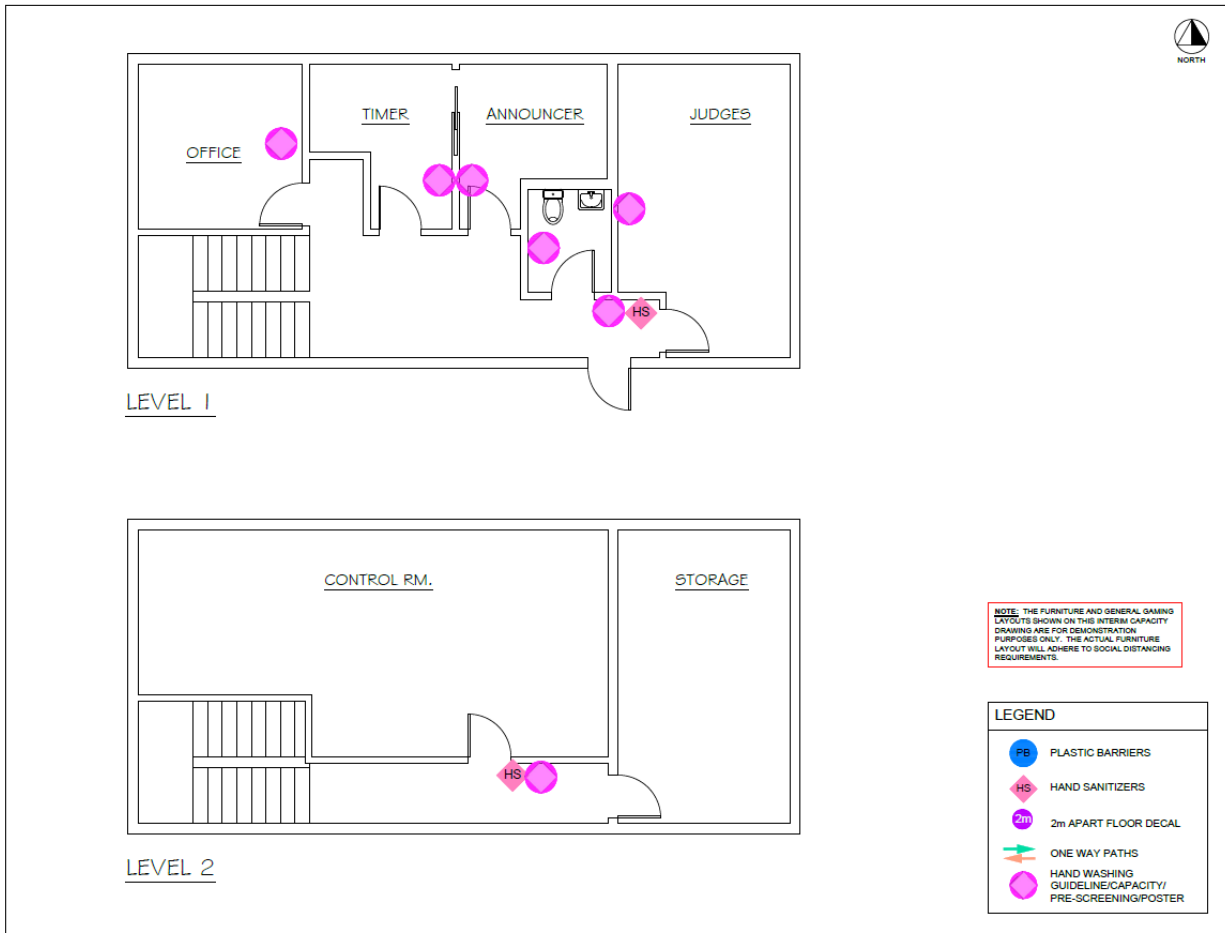 NORTH
TIMER
ANNOUNCER
JUDGES
OFFICE
HS
LEVEL 1
CONTROL RM.
STORAGE
HS
LEVEL 2
NOTE: THE FURNITURE AND GENERAL GAMING
LAYOUTS SHOWN ON THIS INTERIM CAPACITY
DRAWING ARE FOR DEMONSTRATION
PURPOSES ONLY. THE ACTUAL FURNITURE
LAYOUT WILL ADHERE TO SOCIAL DISTANCING
REQUIREMENTS.
LEGEND
PB PLASTIC BARRIERS
HS HAND SANITIZERS
2m 2m APART FLOOR DECAL
ONE WAY PATHS
HAND WASHING
GUIDELINE/CAPACITY/
PRE-SCREENING/POSTER